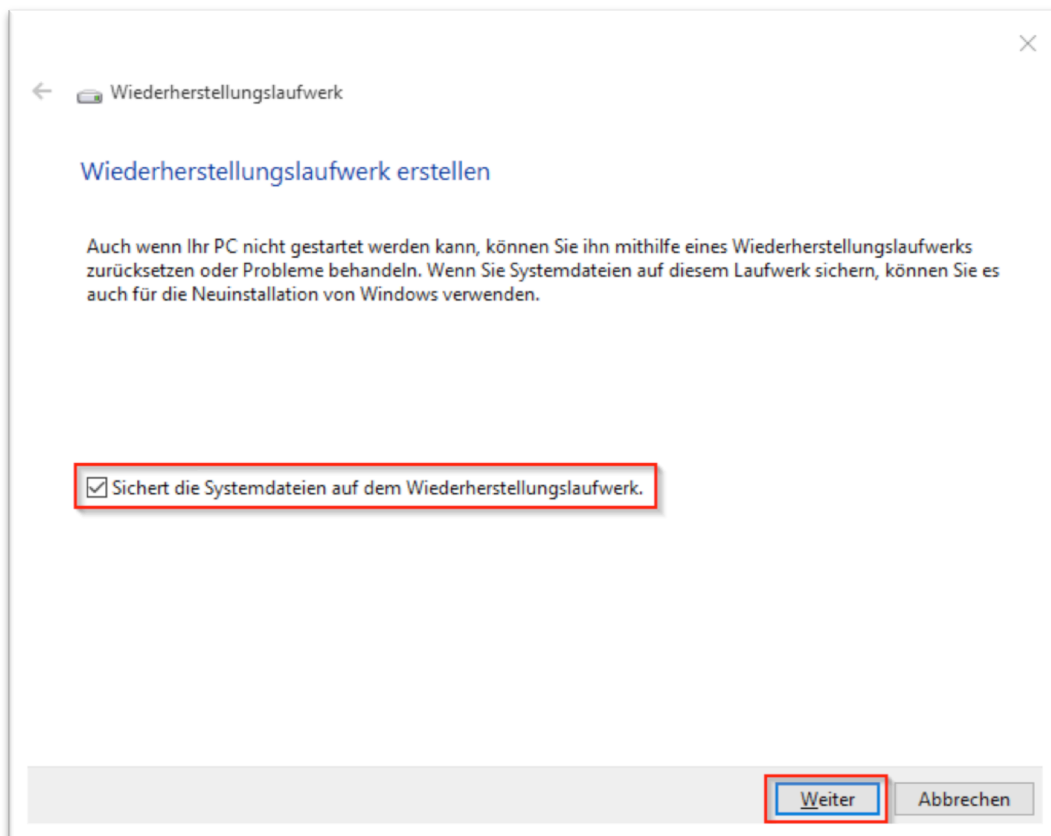 Wiederherstellungslaufwerk
Wiederherstellungslaufwerk erstellen
Auch wenn Ihr PC nicht gestartet werden kann, können Sie ihn mithilfe eines Wiederherstellungslaufwerks
zurücksetzen oder Probleme behandeln. Wenn Sie Systemdateien auf diesem Laufwerk sichern, können Sie es
auch für die Neuinstallation von Windows verwenden.
Sichert die Systemdateien auf dem Wiederherstellungslaufwerk.
Weiter Abbrechen